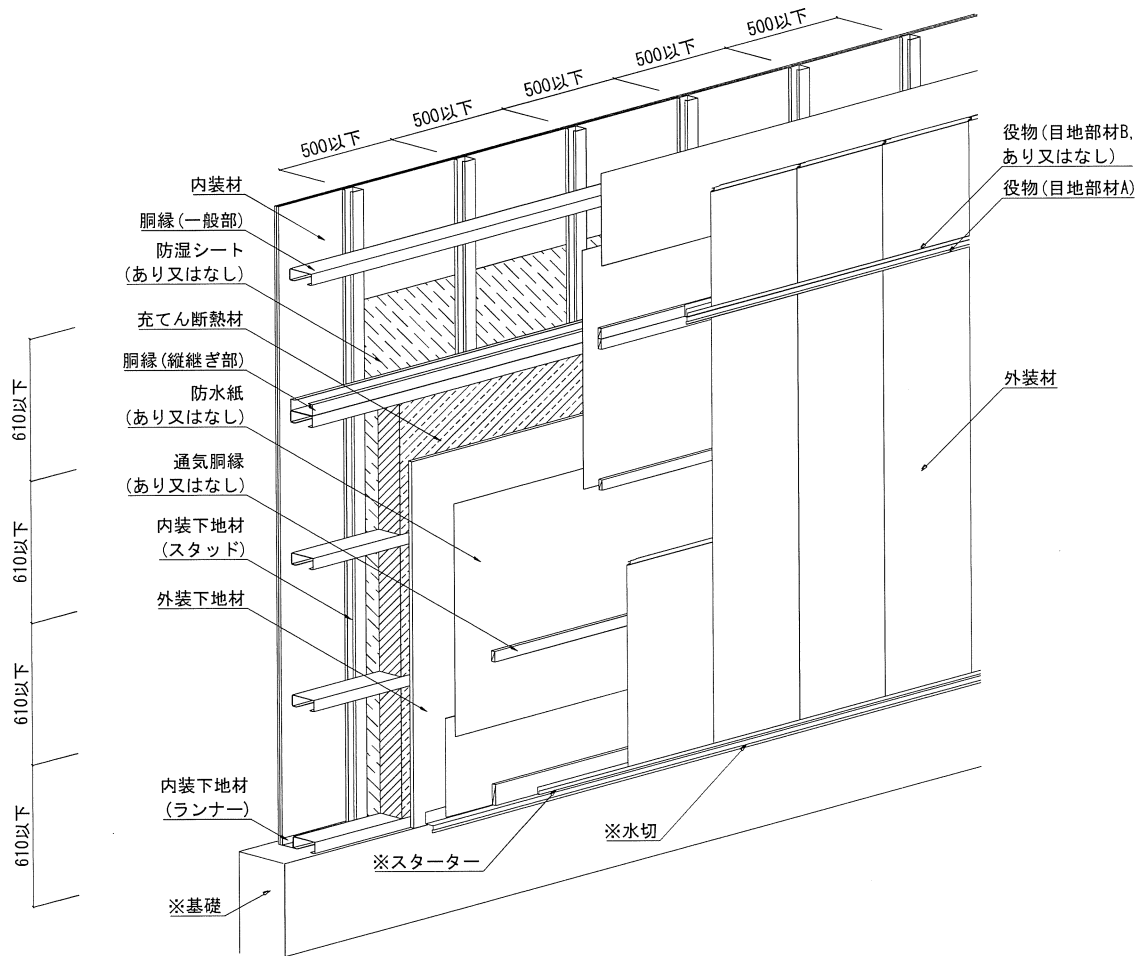 500以下
500以下
500以下
500以下
500以下
役物(目地部材B,
あり又はなし)
役物(目地部材A)
内装材
胴縁(一般部)
防湿シート
(あり又はなし)
充てん断熱材
胴縁(縦継ぎ部)
防水紙
(あり又はなし)
通気胴縁
(あり又はなし)
内装下地材
(スタッド)
外装下地材
内装下地材
(ランナー)
外装材
610以下
610以下
610以下
610以下
※水切
※スターター
※基礎